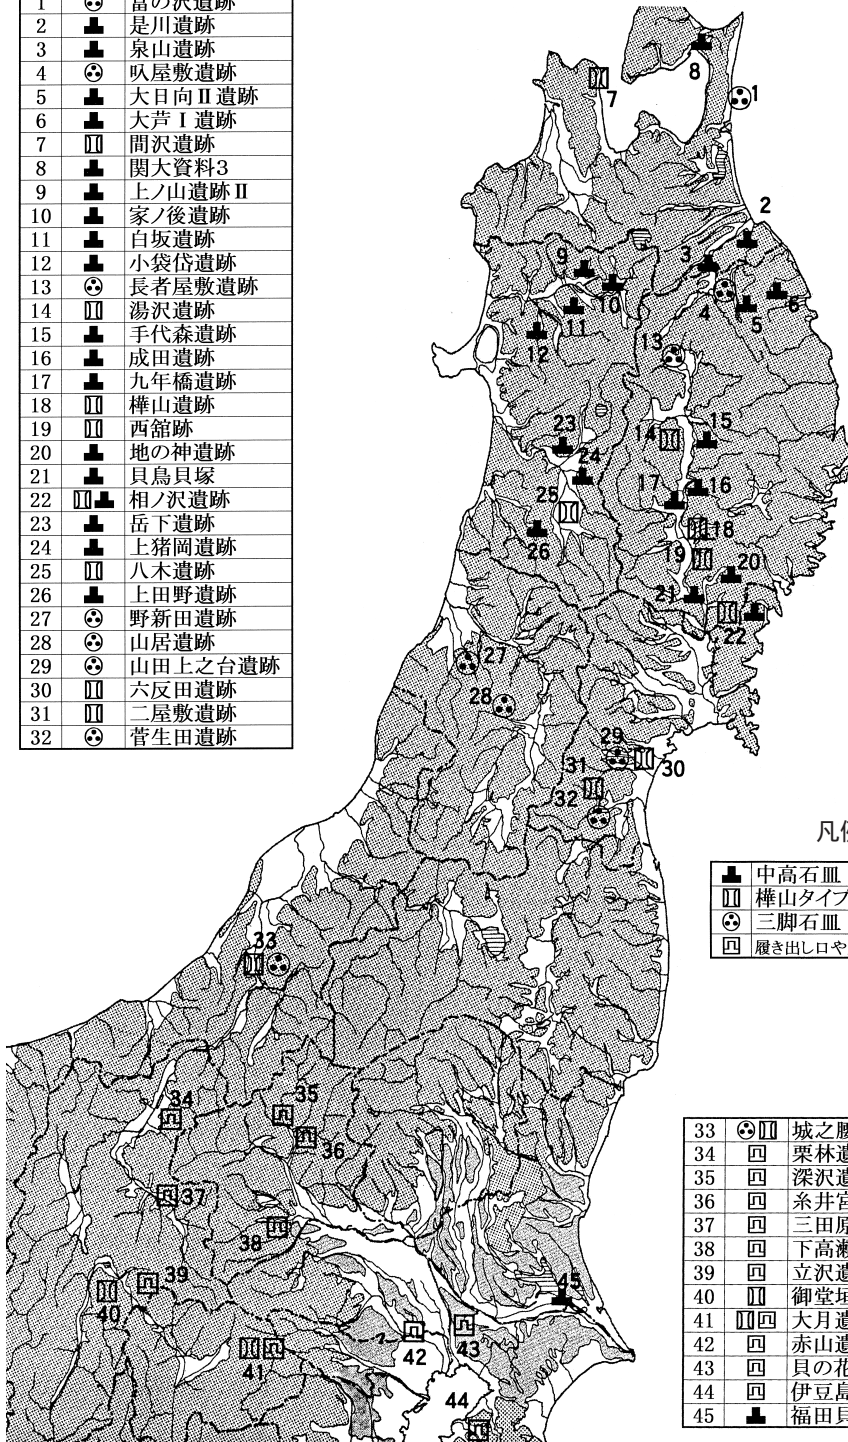 1 富の沢遺跡
2 是川遺跡
3 泉山遺跡
4 叺屋敷遺跡
5 大日向Ⅱ遺跡
6 大芦Ⅰ遺跡
7 間沢遺跡
8 関大資料3
9 上ノ山遺跡Ⅱ
10 家ノ後遺跡
11 白坂遺跡
12 小袋岱遺跡
13 長者屋敷遺跡
14 湯沢遺跡
15 手代森遺跡
16 成田遺跡
17 九年橋遺跡
18 樺山遺跡
19 西舘跡
20 地の神遺跡
21 貝鳥貝塚
22 相ノ沢遺跡
23 岳下遺跡
24 上猪岡遺跡
25 八木遺跡
26 上田野遺跡
27 野新田遺跡
28 山居遺跡
29 山田上之台遺跡
30 六反田遺跡
31 二屋敷遺跡
32 菅生田遺跡
8
7
1
2
9
3
10
4
6
11
5
12
13
23
14
15
24
17
16
25
18
26
19
20
21
22
27
28
29
30
31
32
凡
中高石皿
樺山タイプ
三脚石皿
履き出し口や
33
34
35
36
37
38
39
40
41
42
43
44
45
33 城之腰
34 栗林遺
35 深沢遺
36 糸井宮
37 三田原
38 下高瀬
39 立沢遺
40 御堂垣
41 大月遺
42 赤山遺
43 貝の花
44 伊豆島
45 福田貝